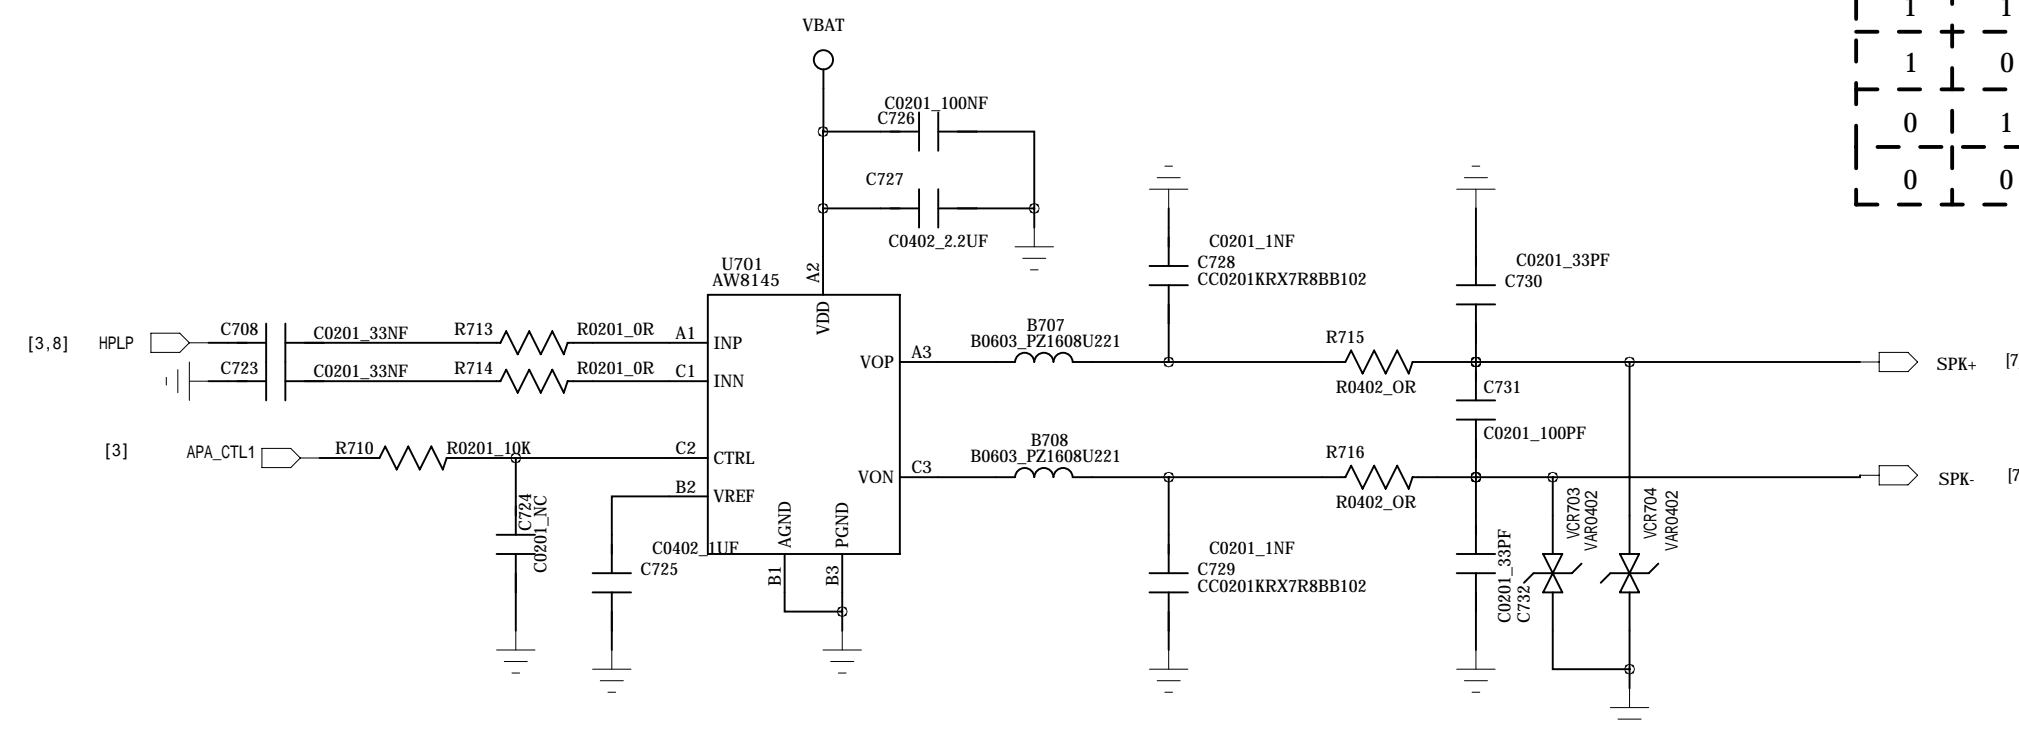 VBAT
1 1
1 0
0 1
0 0
C0201_100NF
C726
C727
C0402_2.2UF
U701
AW8145
A2
VDD
[3,8] HPLP
C708 C0201_33NF R713 R0201_0R A1 INP
C723 C0201_33NF R714 R0201_0R C1 INN
[3] APA_CTL1 R710 R0201_10K C2 CTRL
B2 VREF
C724
C0201_NC
C0402_1UF
C725
AGND
PGND
B1
B3
VOP A3
VON C3
B707
B0603_PZ1608U221
B708
B0603_PZ1608U221
C0201_1NF
C728
CC0201KRX7R8BB102
C0201_33PF
C730
R715
R0402_OR
C731
C0201_100PF
R716
R0402_OR
SPK+ [7
SPK- [7
C0201_1NF
C729
CC0201KRX7R8BB102
C0201_33PF
C732
VCR703
VAR0402
VCR704
VAR0402